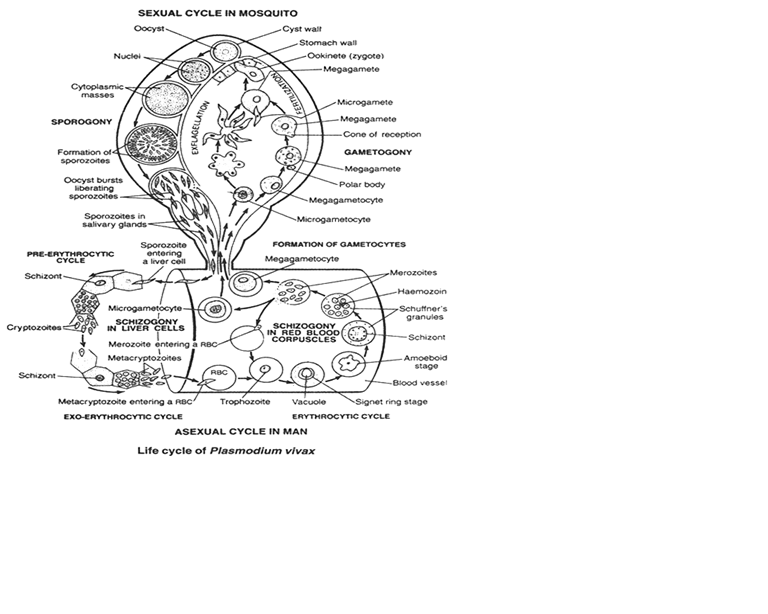 SEXUAL CYCLE IN MOSQUITO
Oocyst
Cyst wall
Stomach wall
Nuclei
Ookinete (zygote)
Megagamete
Cytoplasmic
masses
FERTILIZATION
EXFLAGELLATION
Microgamete
Megagamete
SPOROGONY
Cone of reception
GAMETOGONY
Formation of
sporozoites
Megagamete
Oocyst bursts
liberating
sporozoites
Polar body
Megagametocyte
Sporozoites in
salivary glands
Microgametocyte
PRE-ERYTHROCYTIC
CYCLE
Sporozoite
entering
a liver cell
FORMATION OF GAMETOCYTES
Megagametocyte
Schizont
Merozoites
Haemozoin
Microgametocyte
Schuffner's
granules
Cryptozoites
SCHIZOGONY
IN LIVER CELLS
SCHIZOGONY
IN RED BLOOD
CORPUSCLES
Schizont
Merozoite entering a RBC
Metacryptozoites
Amoeboid
stage
Schizont
RBC
Blood vessel
Metacryptozoite entering a RBC
Trophozoite
Vacuole
Signet ring stage
EXO-ERYTHROCYTIC CYCLE
ERYTHROCYTIC CYCLE
ASEXUAL CYCLE IN MAN
Life cycle of Plasmodium vivax